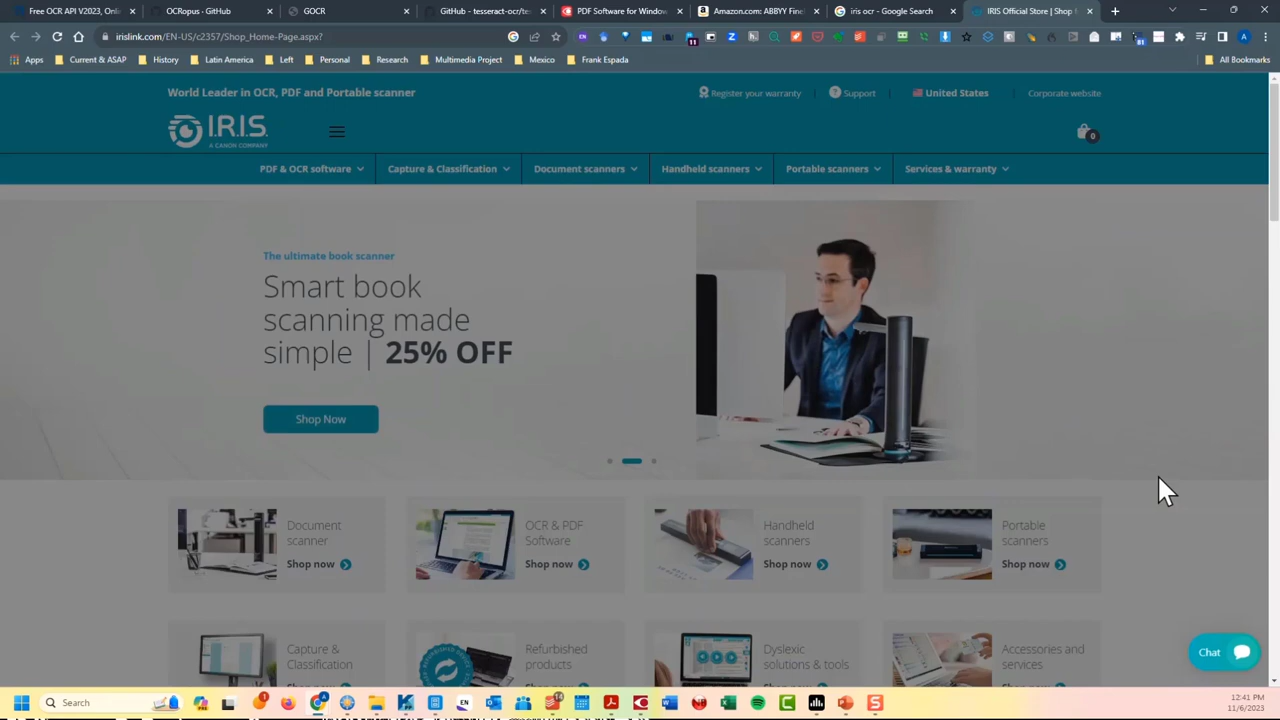 Free OCR API V2023, Onli
OCRopus · GitHub
GOCR
GitHub - tesseract-ocr/tes
PDF Software for Window
Amazon.com: ABBYY FineR
iris ocr - Google Search
IRIS Official Store | Shop f
irislink.com/EN-US/c2357/Shop_Home-Page.aspx?
Apps
Current & ASAP
History
Latin America
Left
Personal
Research
Multimedia Project
Mexico
Frank Espada
All Bookmarks
World Leader in OCR, PDF and Portable scanner
Register your warranty
Support
United States
Corporate website
I.R.I.S.
A CANON COMPANY
0
PDF & OCR software
Capture & Classification
Document scanners
Handheld scanners
Portable scanners
Services & warranty
The ultimate book scanner
Smart book
scanning made
simple | 25% OFF
Shop Now
Document
scanner
Shop now
OCR & PDF
Software
Shop now
Handheld
scanners
Shop now
Portable
scanners
Shop now
Capture &
Classification
Refurbished
products
Dyslexic
solutions & tools
Accessories and
services
Chat
Search
12:41 PM
11/6/2023